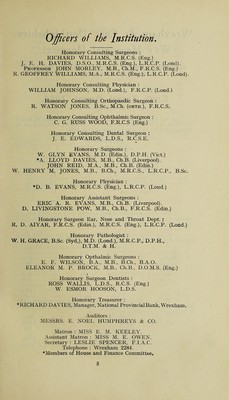 Officers of the Institution.
Honorary Consulting Surgeons :
RICHARD WILLIAMS, M.R.C.S. (Eng.)
J. E. H. DAVIES, D.S.O., M.R.C.S. (Eng.), L.R.C.P. (Lond).
Professor JOHN MORLEY, M.B., Ch.M., F.R.C.S. (Eng.)
R. GEOFFREY WILLIAMS, M.A., M.R.C.S. (Eng.), L.R.C.P. (Lond).
Honorary Consulting Physician :
WILLIAM JOHNSON, M.D. (Lond.), F.R.C.P. (Lond.)
Honorary Consulting Orthopaedic Surgeon :
R. WATSON JONES, B.Sc., M.Ch. (ORTH.), F.R.C.S.
Honorary Consulting Ophthalmic Surgeon :
C. G. RUSS WOOD, F.R.C.S. (Eng.)
Honorary Consulting Dental Surgeon :
J. E. EDWARDS, L.D.S., R.C.S.E.
Honorary Surgeons :
W. GLYN EVANS, M.D. (Edin.), D.P.H. (Vict.)
*A. LLOYD DAVIES, M.B., Ch.B. (Liverpool).
JOHN REID, M.A., M.B., Ch.B. (Edin.)
W. HENRY M. JONES, M.B., B.Ch., M.R.C.S., L.R.C.P., B.Sc.
Honorary Physician :
*D. B. EVANS, M.R.C.S. (Eng.), L.R.C.P. (Lond.)
Honorary Assistant Surgeons :
ERIC A. R. EVANS, M.B., Ch.B. (Liverpool).
D. LIVINGSTONE POW, M.B., Ch.B., F.R.C.S. (Edin.)
Honorary Surgeon Ear, Nose and Throat Dept. :
R. D. AIYAR, F.R.C.S. (Edin.), M.R.C.S. (Eng.), L.R.C.P. (Lond.)
Honorary Pathologist :
W. H. GRACE, B.Sc. (Syd.), M.D. (Lond.), M.R.C.P., D.P.H.,
D.T.M. & H.
Honorary Opthalmic Surgeons :
E. F. WILSON, B.A., M.B., B.Ch., B.A.O.
ELEANOR M. P. BROCK, M.B., Ch.B., D.O.M.S. (Eng.)
Honorary Surgeon Dentists :
ROSS WALLIS, L.D.S., R.C.S. (Eng.)
W. ESMOR HOOSON, L.D.S.
Honorary Treasurer :
*RICHARD DAVIES, Manager, National Provincial Bank, Wrexham.
Auditors :
MESSRS. E. NOEL HUMPHREYS & CO.
Matron : MISS E. M. KEELEY.
Assistant Matron : MISS M. E. OWEN.
Secretary : LESLIE SPENCER, F.I.A.C.
Telephone : Wrexham 2284.
*Members of House and Finance Committee.